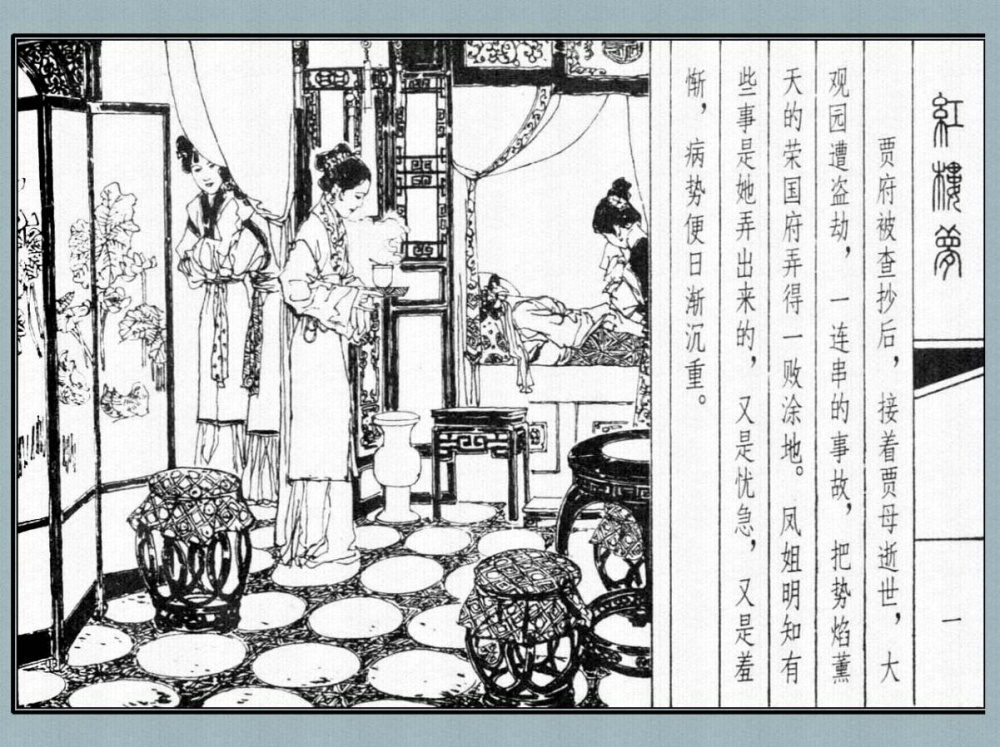 紅樓夢
一
贾府被查抄后，接着贾母逝世，大
观园遭盗劫，一连串的事故，把势焰薰
天的荣国府弄得一败涂地。凤姐明知有
些事是她弄出来的，又是忧急，又是羞
惭，病势便日渐沉重。